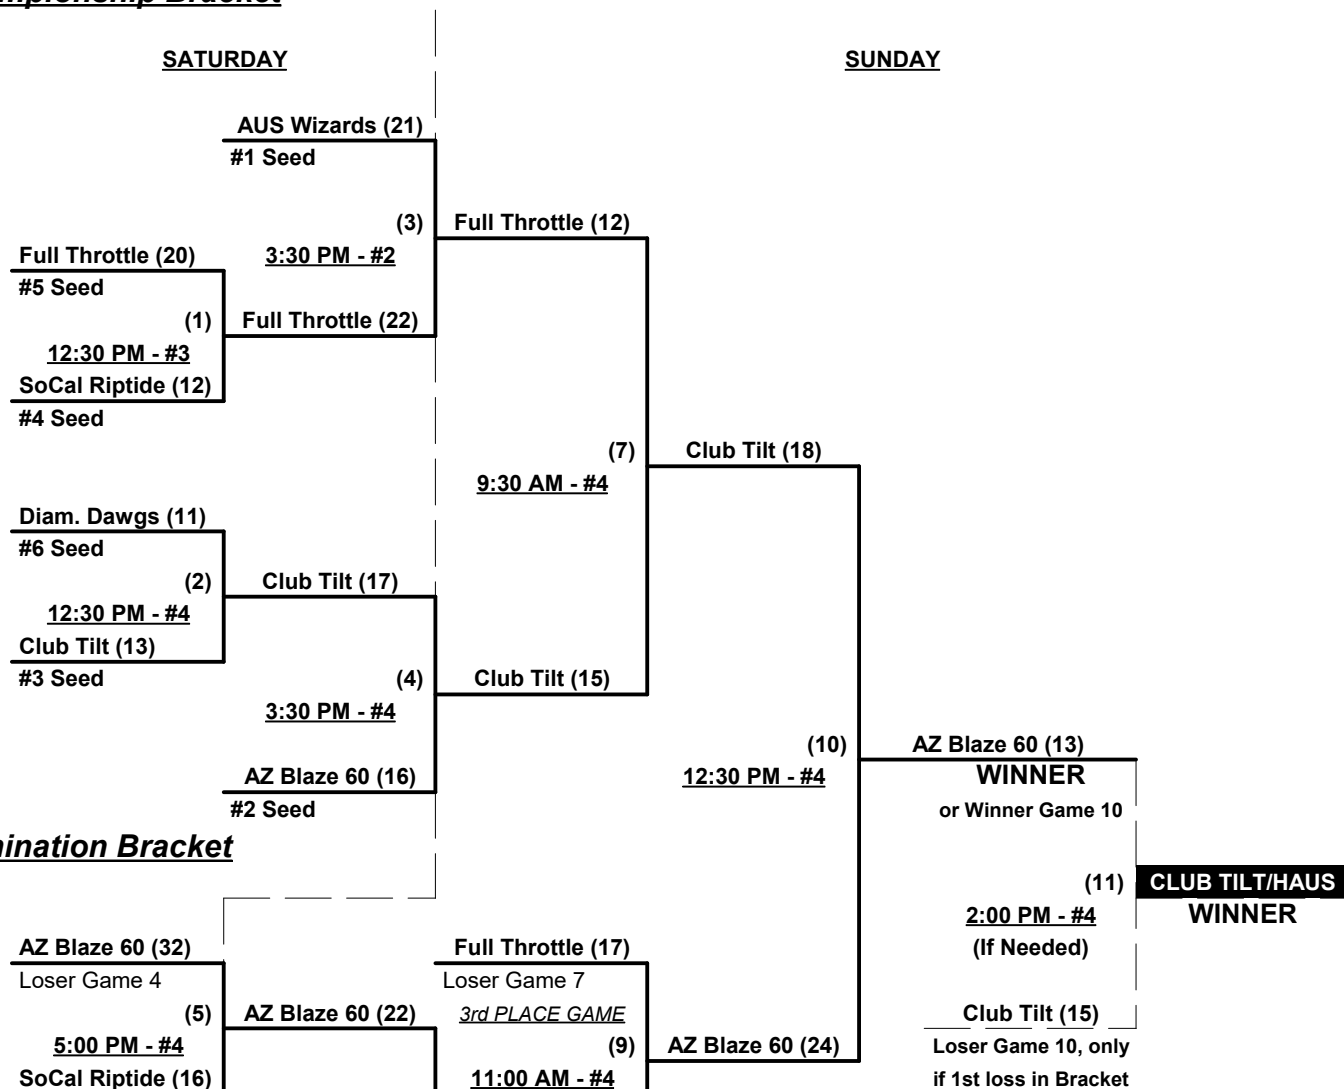 SATURDAY
SUNDAY
AUS Wizards (21)
#1 Seed
(3)
3:30 PM - #2
Full Throttle (12)
Full Throttle (20)
#5 Seed
(1)
12:30 PM - #3
Full Throttle (22)
SoCal Riptide (12)
#4 Seed
(7)
9:30 AM - #4
Club Tilt (18)
Diam. Dawgs (11)
#6 Seed
(2)
12:30 PM - #4
Club Tilt (17)
Club Tilt (13)
#3 Seed
(4)
3:30 PM - #4
Club Tilt (15)
AZ Blaze 60 (16)
#2 Seed
(10)
12:30 PM - #4
AZ Blaze 60 (13)
WINNER
or Winner Game 10
Bracket
(11)
2:00 PM - #4
(If Needed)
CLUB TILT/HAUS
WINNER
AZ Blaze 60 (32)
Loser Game 4
(5)
5:00 PM - #4
SoCal Riptide (16)
AZ Blaze 60 (22)
Full Throttle (17)
Loser Game 7
3rd PLACE GAME
(9)
11:00 AM - #4
AZ Blaze 60 (24)
Club Tilt (15)
Loser Game 10, only
if 1st loss in Bracket